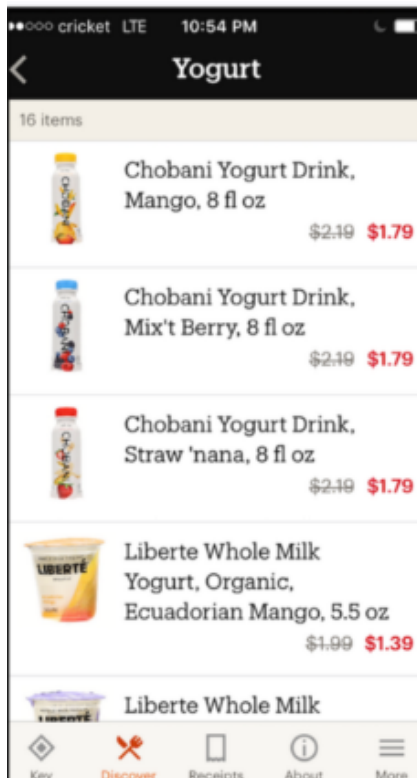 cricket LTE 10:54 PM
Yogurt
16 items
Chobani Yogurt Drink,
Mango, 8 fl oz
$2.19 $1.79
Chobani Yogurt Drink,
Mix't Berry, 8 fl oz
$2.19 $1.79
Chobani Yogurt Drink,
Straw 'nana, 8 fl oz
$2.19 $1.79
LIBERTÉ
Liberte Whole Milk
Yogurt, Organic,
Ecuadorian Mango, 5.5 oz
$1.99 $1.39
LIBERTÉ
Liberte Whole Milk
Key Discover Receipts About More